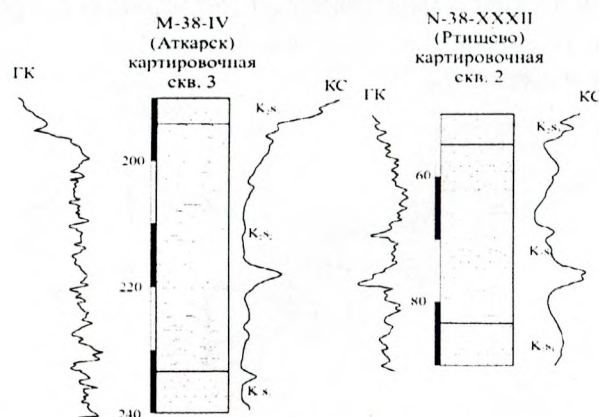 М-38-IV
(Аткарск)
картировочная
скв. 3
ГК
КС
200
220
240
N-38-XXXII
(Ртищево)
картировочная
скв. 2
ГК
КС
60
80